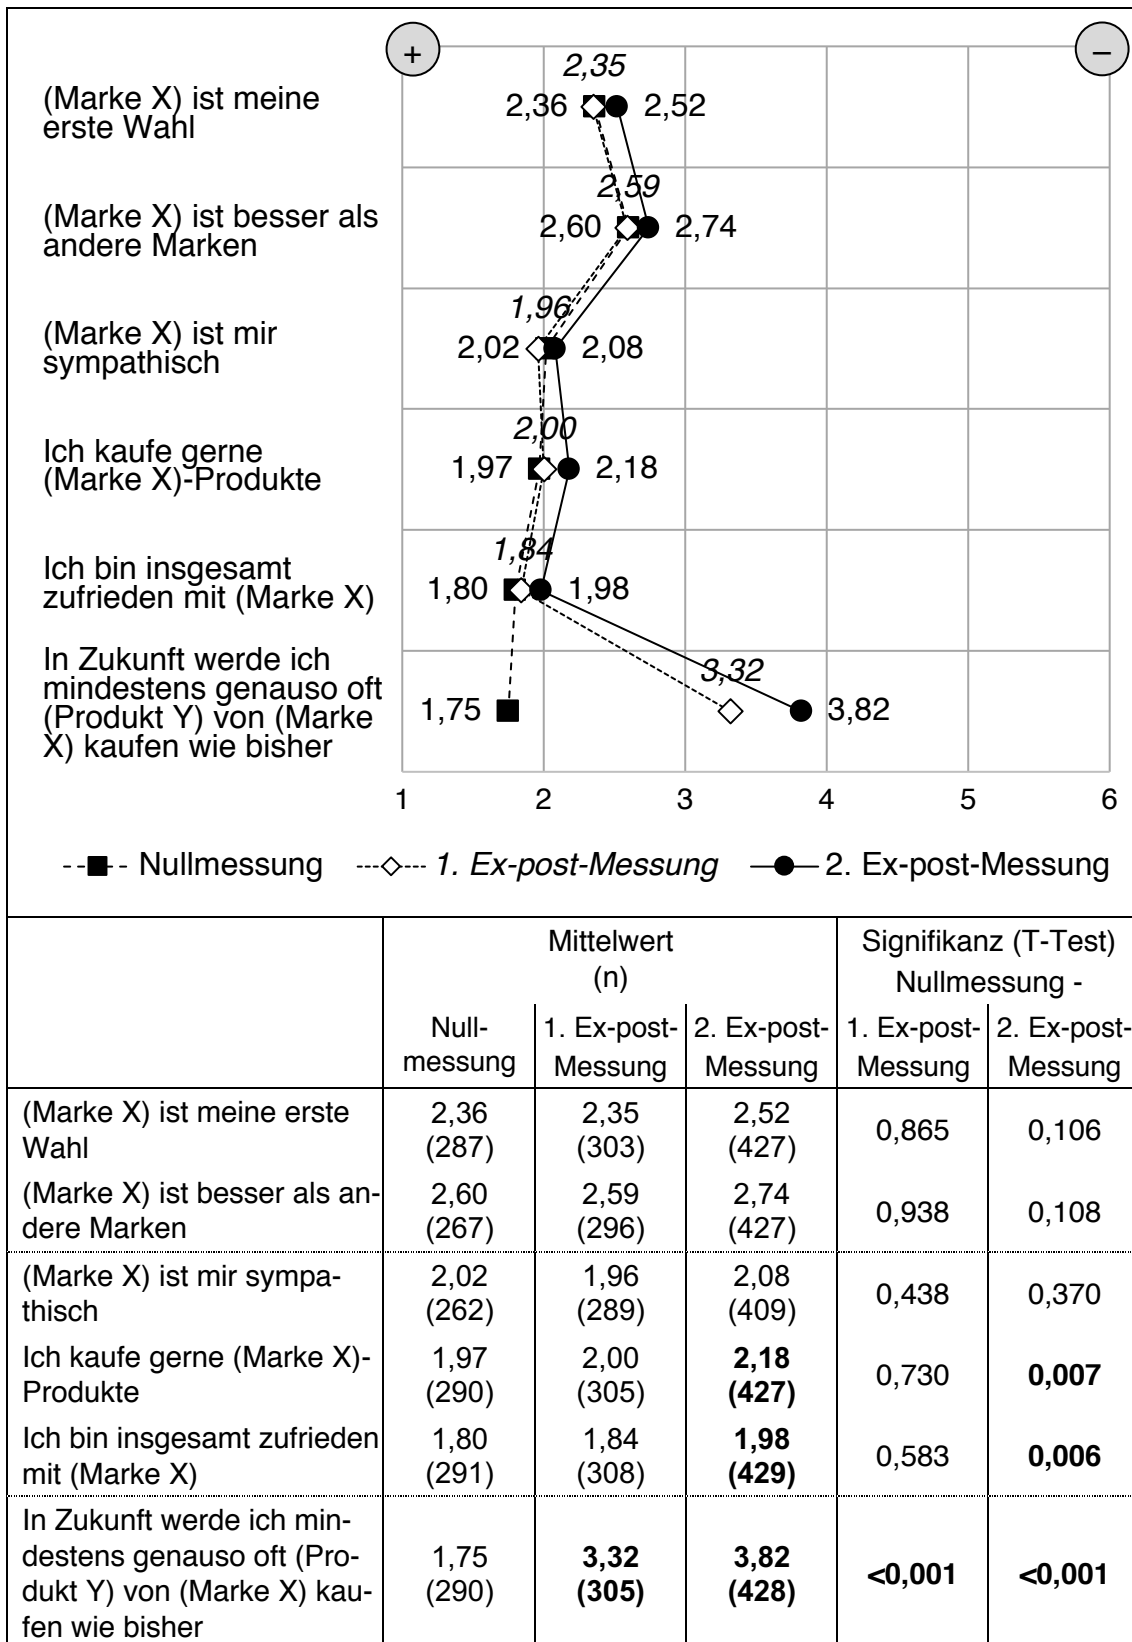 + –
2,35
(Marke X) ist meine
erste Wahl
2,36 2,52
2,59
(Marke X) ist besser als
andere Marken
2,60 2,74
1,96
(Marke X) ist mir
sympathisch
2,02 2,08
2,00
Ich kaufe gerne
(Marke X)-Produkte
1,97 2,18
1,84
Ich bin insgesamt
zufrieden mit (Marke X)
1,80 1,98
In Zukunft werde ich
mindestens genauso oft
(Produkt Y) von (Marke
X) kaufen wie bisher
3,32
1,75 3,82
1 2 3 4 5 6
Nullmessung 1. Ex-post-Messung 2. Ex-post-Messung
Mittelwert
(n)
Signifikanz (T-Test)
Nullmessung -
Null-
messung
1. Ex-post-
Messung
2. Ex-post-
Messung
1. Ex-post-
Messung
2. Ex-post-
Messung
(Marke X) ist meine erste
Wahl
2,36 2,35 2,52
(287) (303) (427)
0,865 0,106
(Marke X) ist besser als an-
dere Marken
2,60 2,59 2,74
(267) (296) (427)
0,938 0,108
(Marke X) ist mir sympa-
thisch
2,02 1,96 2,08
(262) (289) (409)
0,438 0,370
Ich kaufe gerne (Marke X)-
Produkte
1,97 2,00 2,18
(290) (305) (427)
0,730 0,007
Ich bin insgesamt zufrieden
mit (Marke X)
1,80 1,84 1,98
(291) (308) (429)
0,583 0,006
In Zukunft werde ich min-
destens genauso oft (Pro-
dukt Y) von (Marke X) kau-
fen wie bisher
1,75 3,32 3,82
(290) (305) (428)
<0,001 <0,001